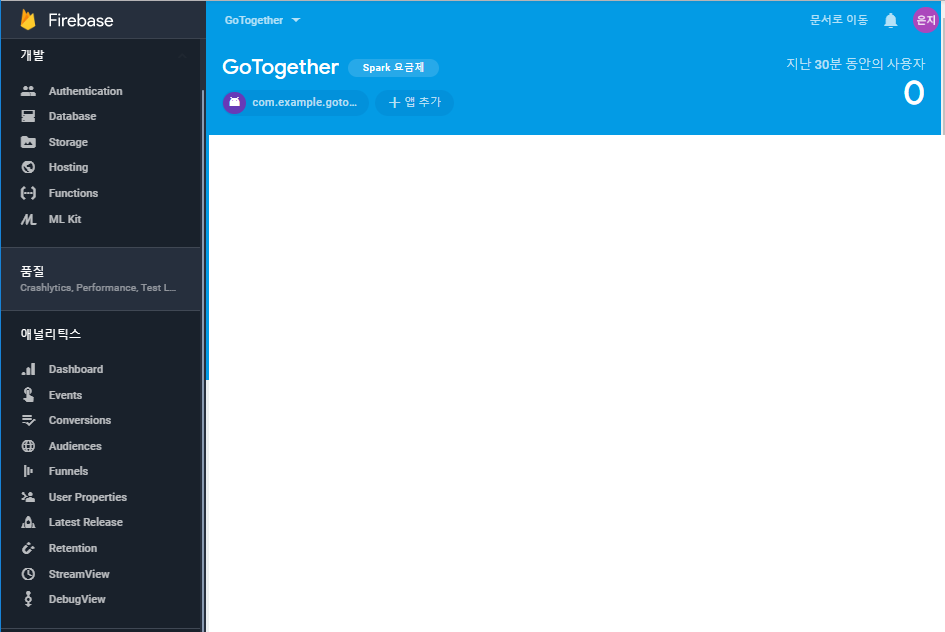 Firebase
개발
Authentication
Database
Storage
Hosting
Functions
ML Kit
품질
Crashlytics, Performance, Test L...
애널리틱스
Dashboard
Events
Conversions
Audiences
Funnels
User Properties
Latest Release
Retention
StreamView
DebugView
GoTogether
문서로 이동
은지
GoTogether
Spark 요금제
com.example.goto...
+ 앱 추가
지난 30분 동안의 사용자
0